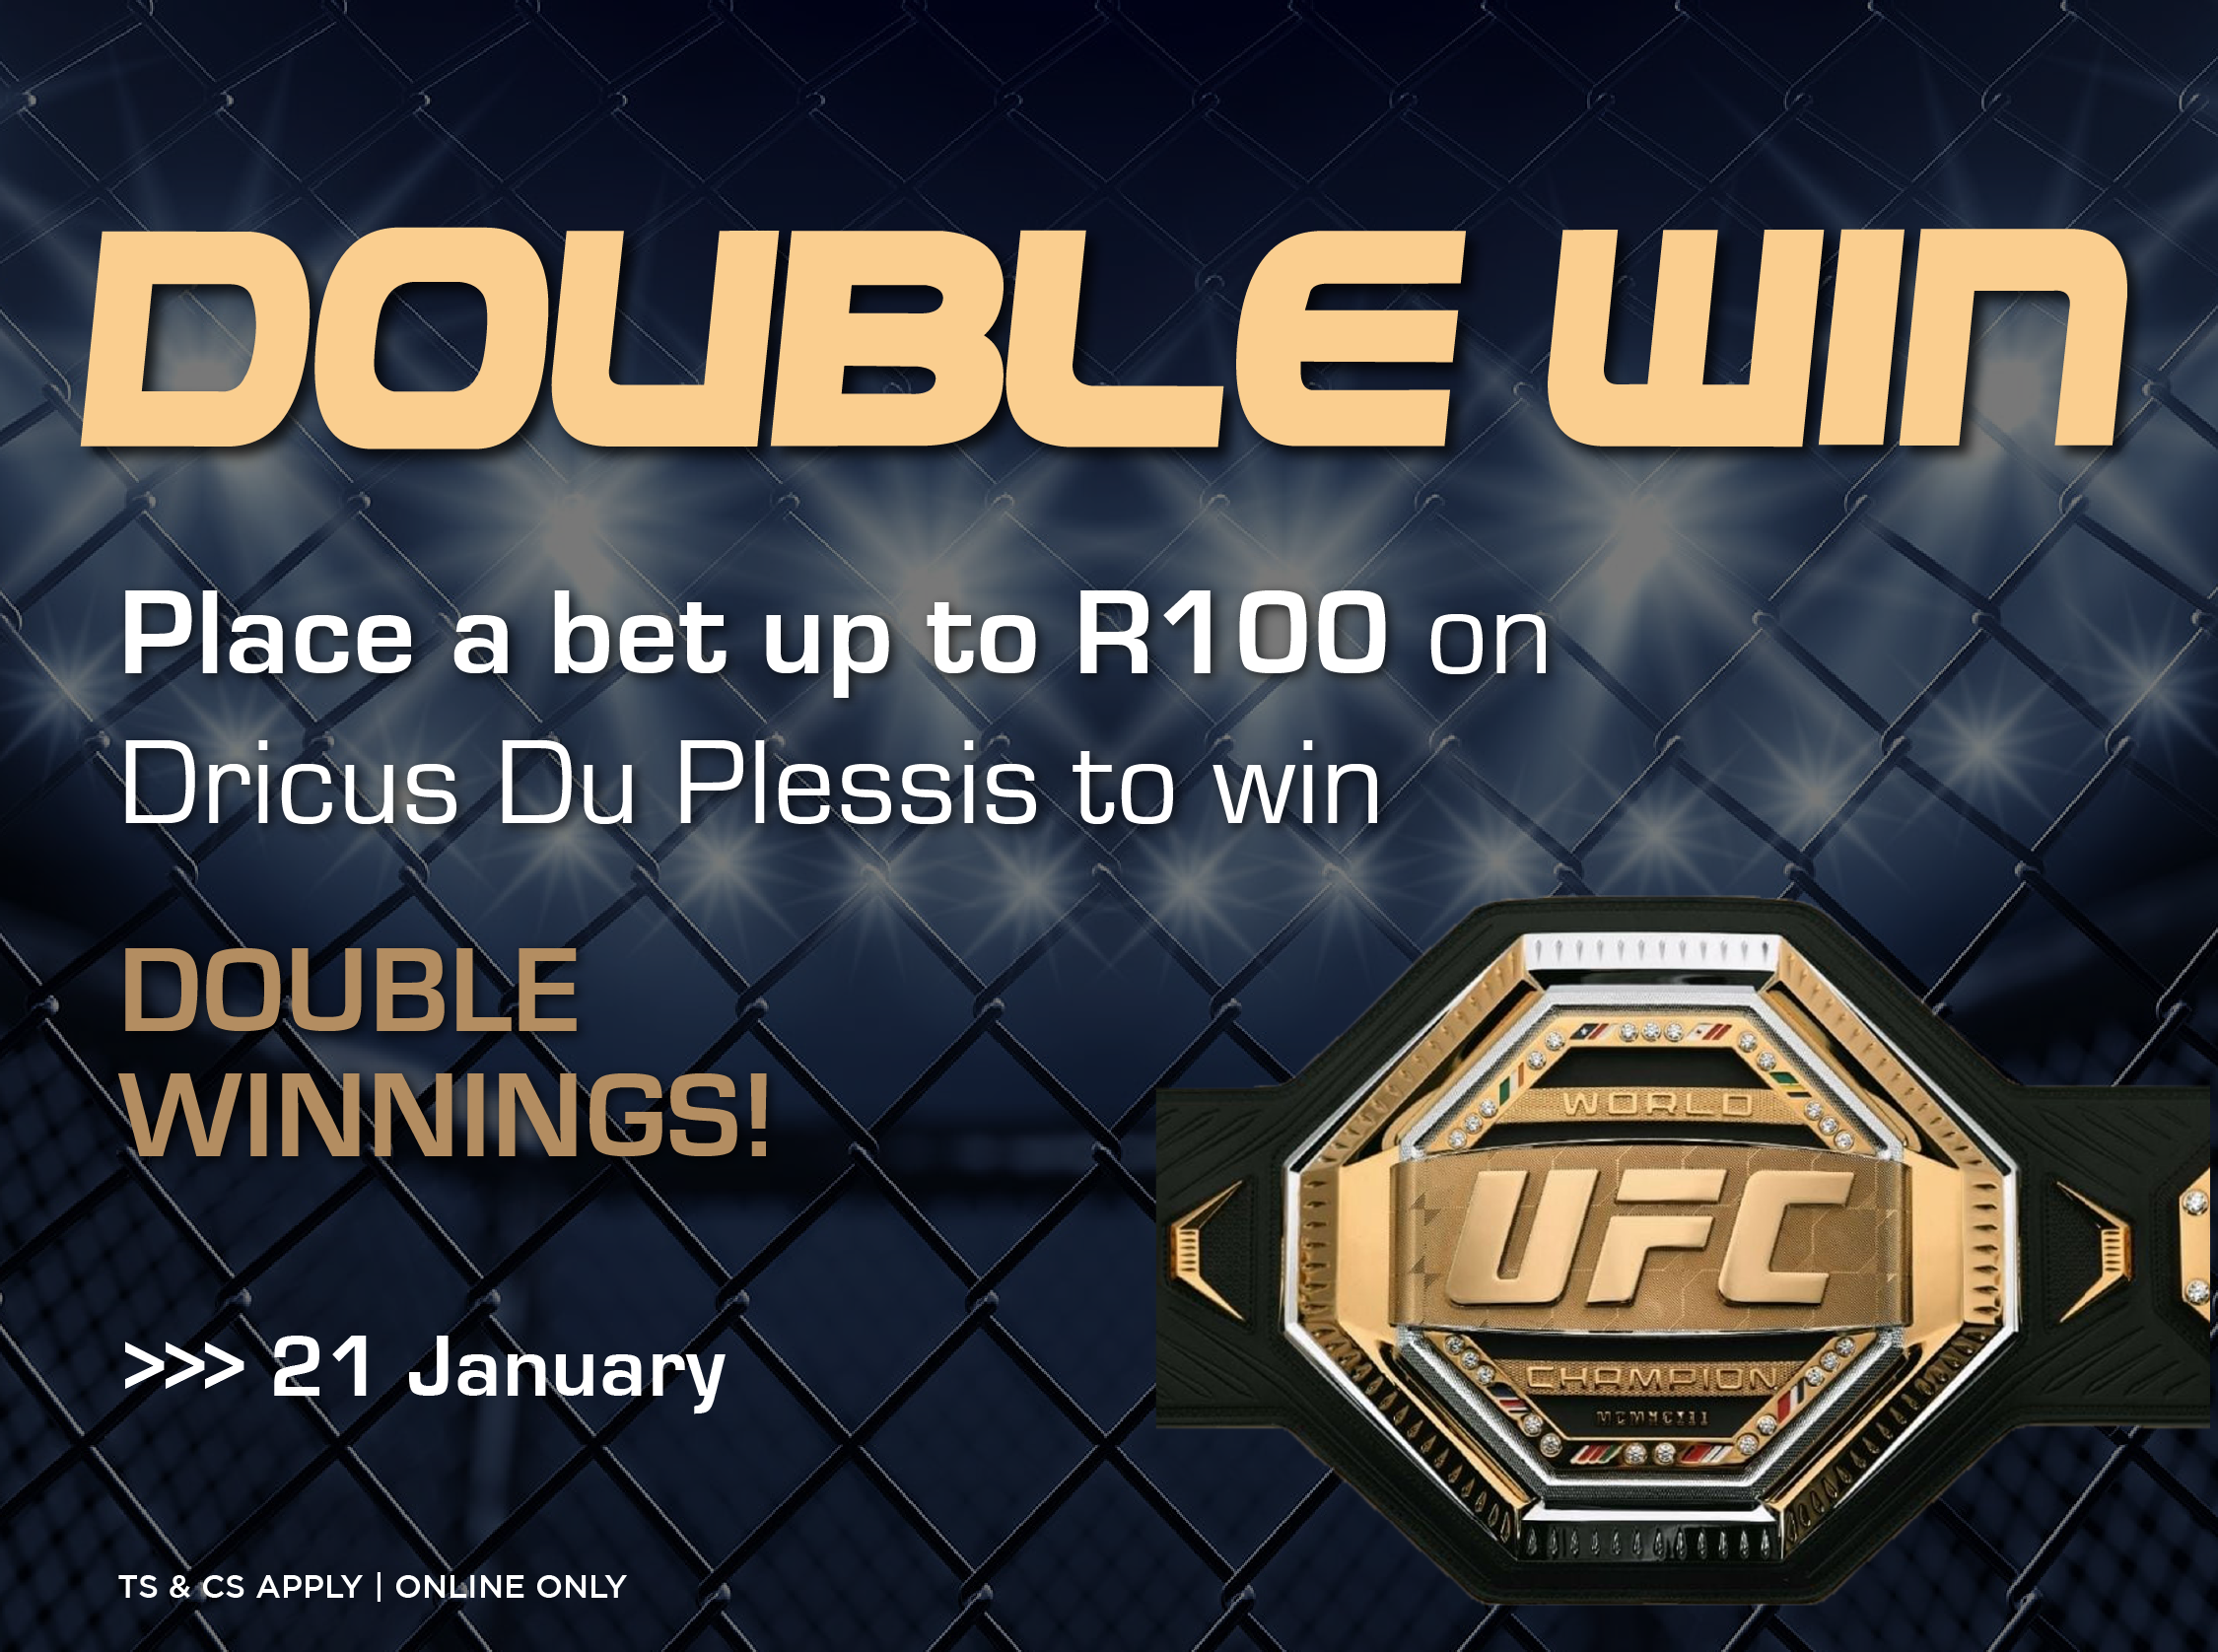 DOUBLE WIN
Place a bet up to R100 on
Dricus Du Plessis to win
DOUBLE
WINNINGS!
>>> 21 January
TS & CS APPLY | ONLINE ONLY
WORLD
UFC
CHAMPION
MCMXCIII